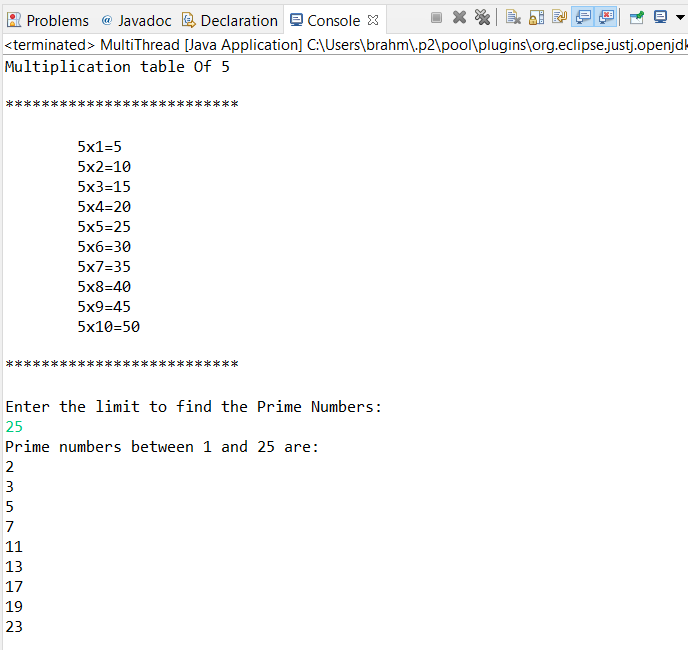 Problems @ Javadoc Declaration Console
<terminated> MultiThread [Java Application] C:\Users\brahm\.p2\pool\plugins\org.eclipse.justj.openjdk
Multiplication table Of 5
**************************
5x1=5
5x2=10
5x3=15
5x4=20
5x5=25
5x6=30
5x7=35
5x8=40
5x9=45
5x10=50
**************************
Enter the limit to find the Prime Numbers:
25
Prime numbers between 1 and 25 are:
2
3
5
7
11
13
17
19
23